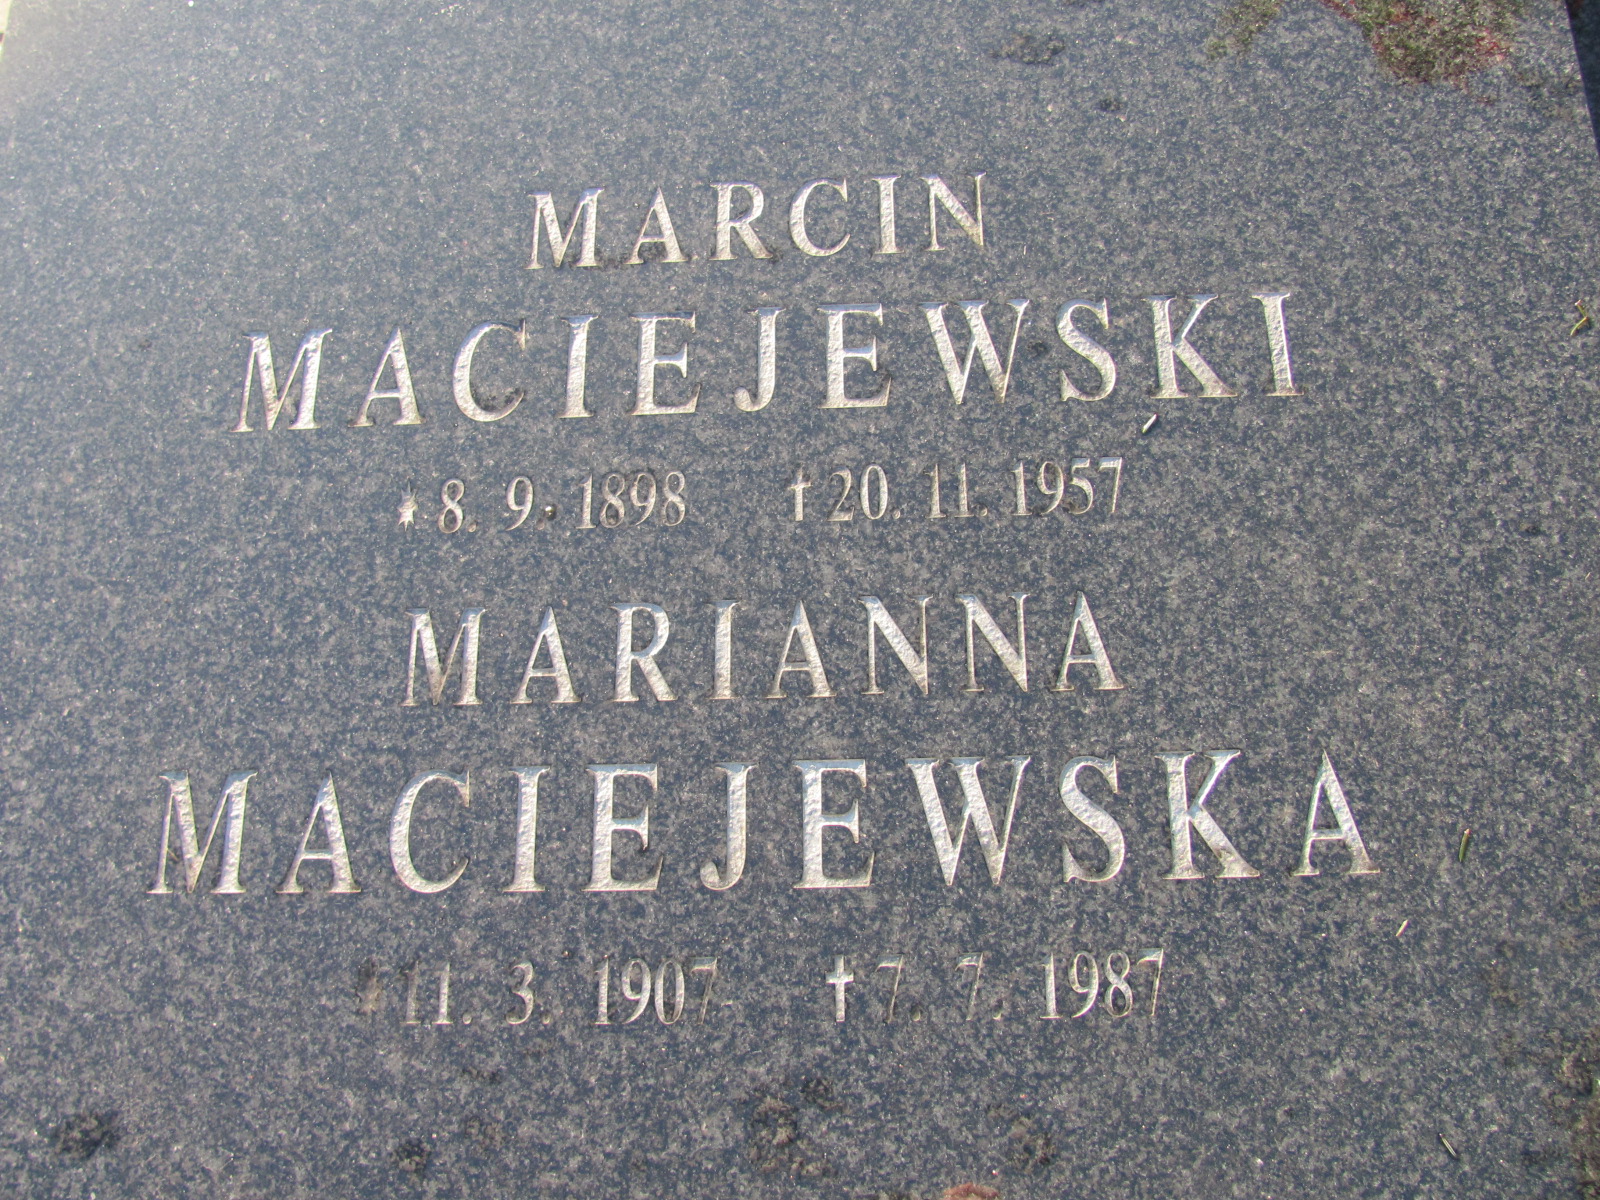 MARCIN
MACIEJEWSKI
* 8. 9. 1898 † 20. 11. 1957
MARIANNA
MACIEJEWSKA
* 11. 3. 1907 † 7. 7. 1987